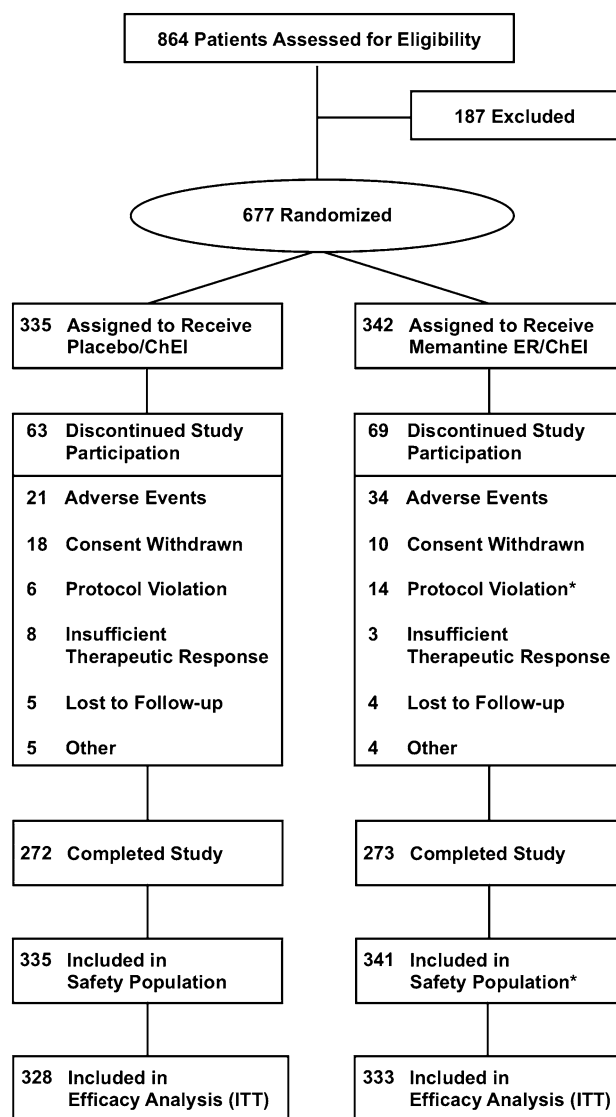 864 Patients Assessed for Eligibility
187 Excluded
677 Randomized
335 Assigned to Receive
Placebo/ChEI
342 Assigned to Receive
Memantine ER/ChEI
63 Discontinued Study
Participation
21 Adverse Events
18 Consent Withdrawn
6 Protocol Violation
8 Insufficient
Therapeutic Response
5 Lost to Follow-up
5 Other
69 Discontinued Study
Participation
34 Adverse Events
10 Consent Withdrawn
14 Protocol Violation*
3 Insufficient
Therapeutic Response
4 Lost to Follow-up
4 Other
272 Completed Study
273 Completed Study
335 Included in
Safety Population
341 Included in
Safety Population*
328 Included in
Efficacy Analysis (ITT)
333 Included in
Efficacy Analysis (ITT)